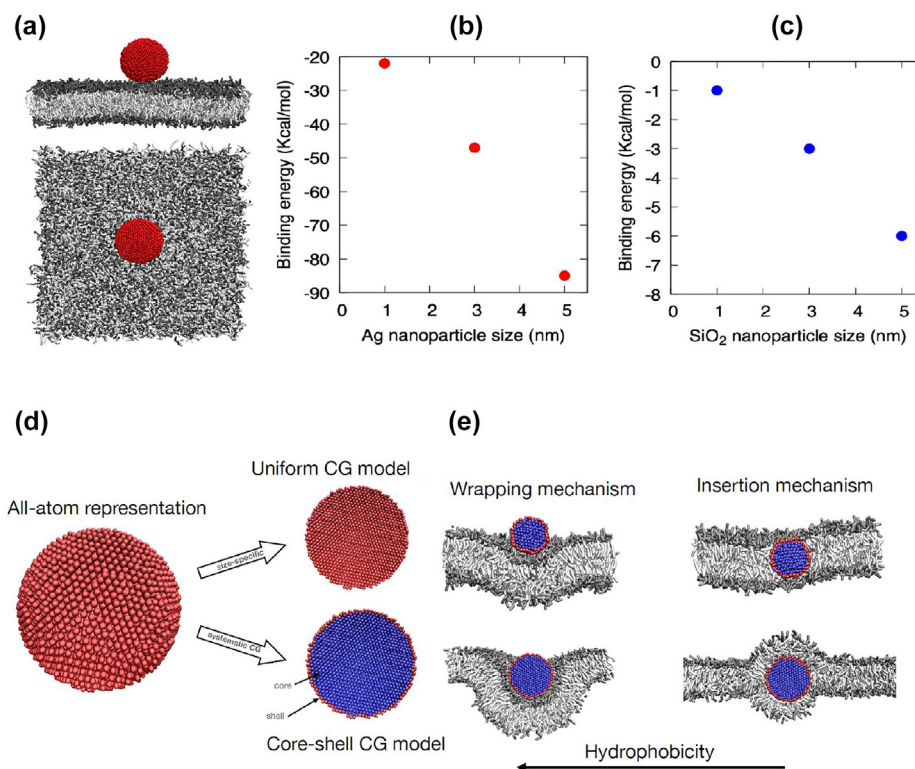 (a)
(b)
(c)
-20
-30
-40
-50
-60
-70
-80
-90
Binding energy (Kcal/mol)
0 1 2 3 4 5
Ag nanoparticle size (nm)
0
-1
-2
-3
-4
-5
-6
-7
-8
Binding energy (Kcal/mol)
0 1 2 3 4 5
SiO₂ nanoparticle size (nm)
(d)
All-atom representation
size-specific
systematic CG
Uniform CG model
core
shell
Core-shell CG model
(e)
Wrapping mechanism
Insertion mechanism
Hydrophobicity